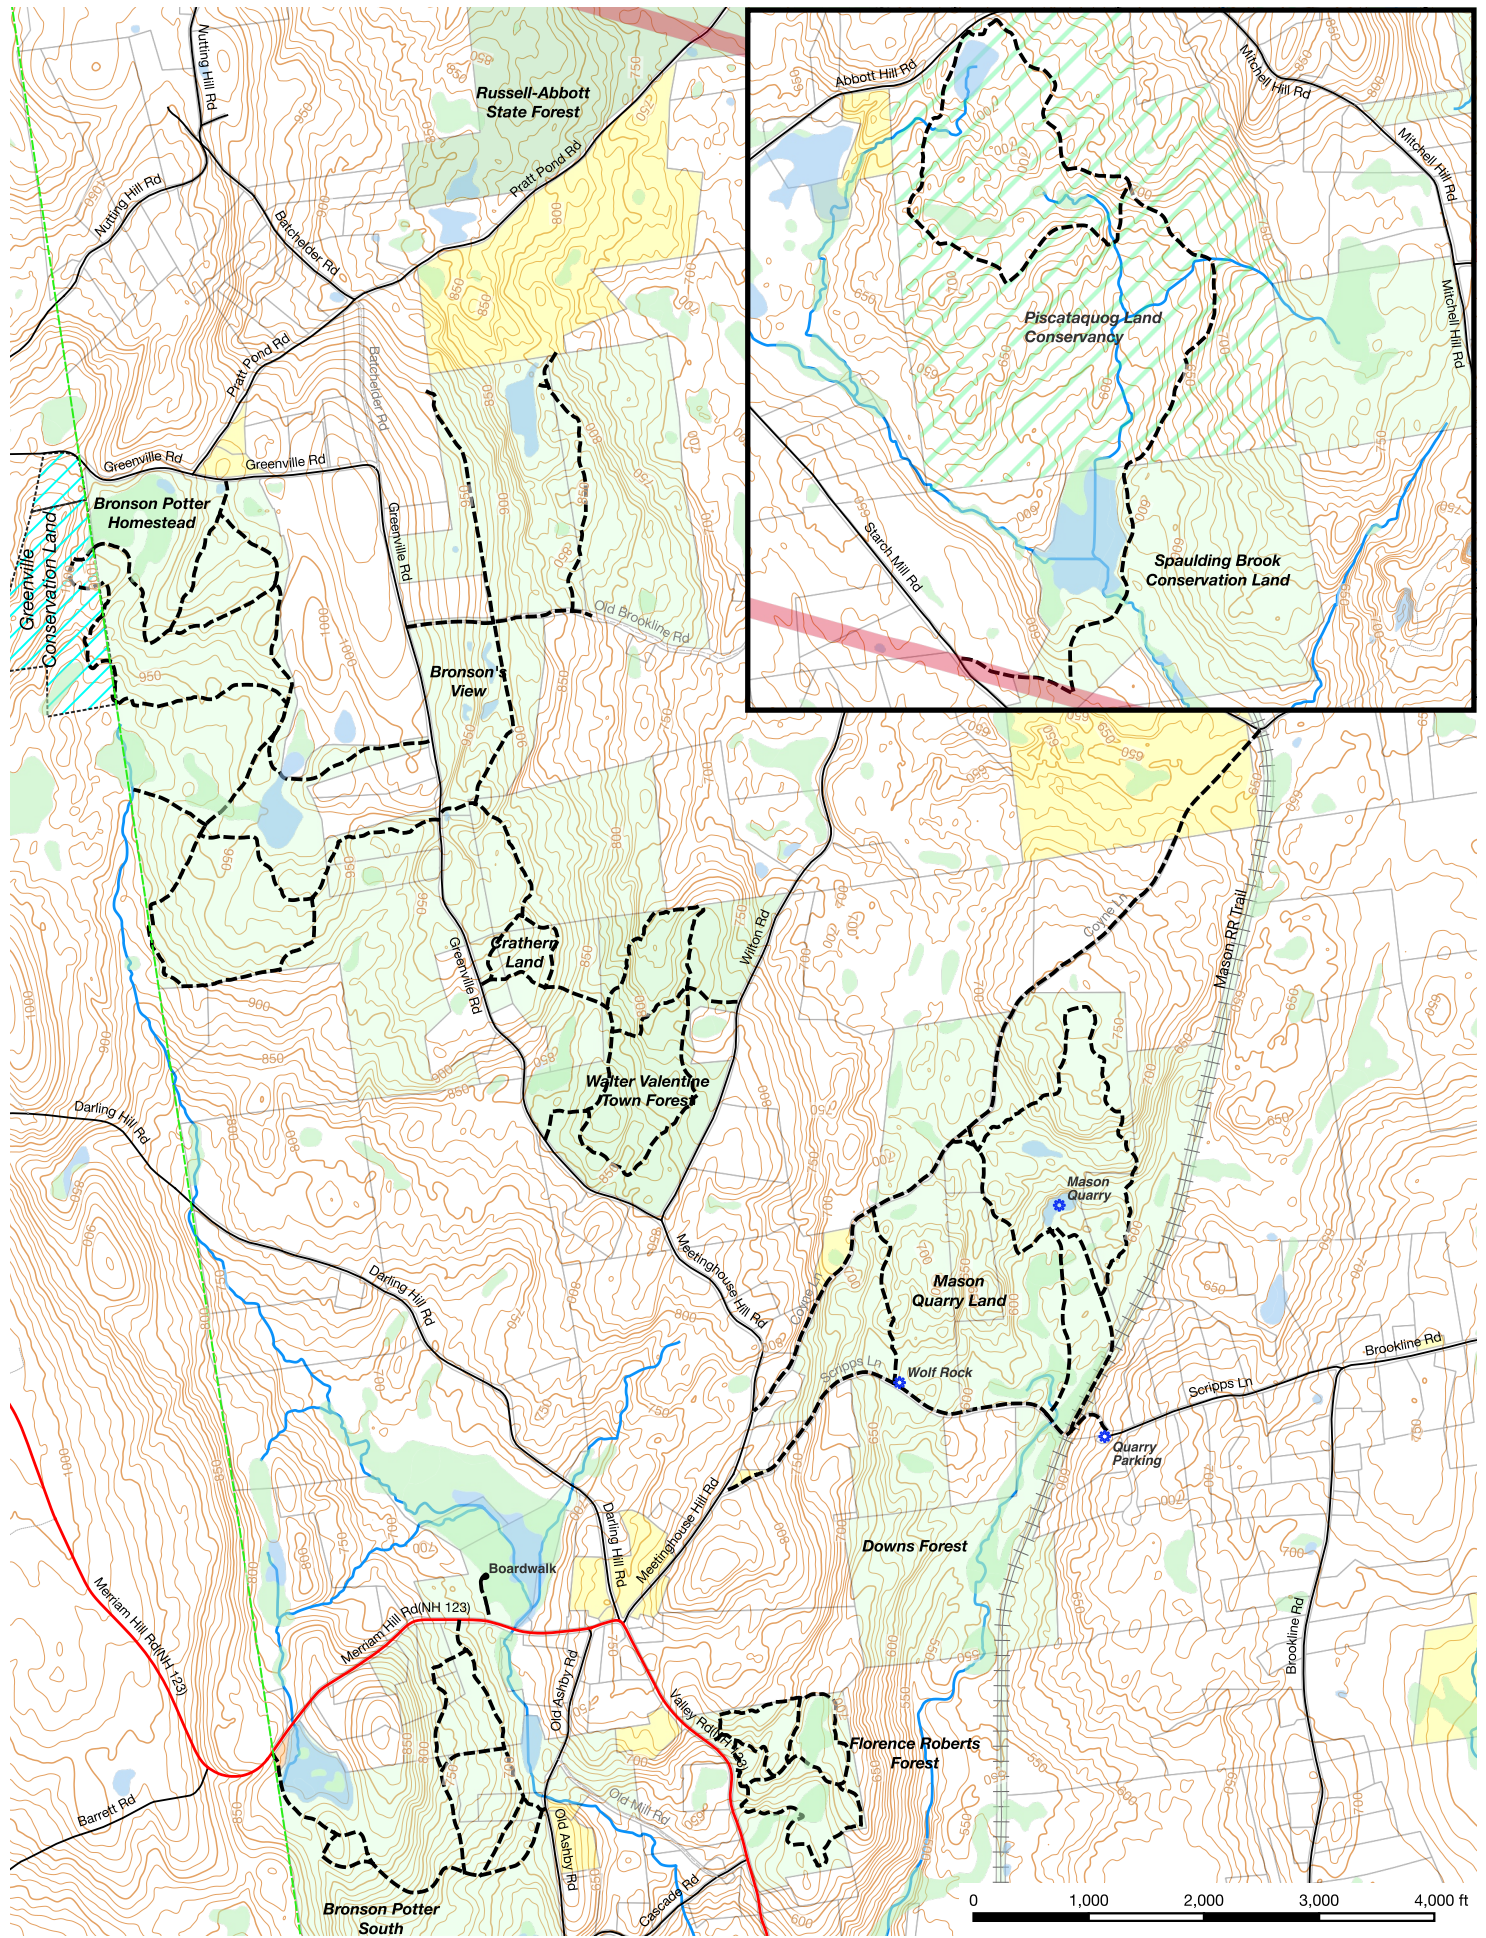 Nutting Hill Rd
Russell-Abbott
State Forest
Pratt Pond Rd
Nutting Hill Rd
Batchelder Rd
Pratt Pond Rd
Batchelder Rd
Greenville Rd
Greenville Rd
Greenville Rd
Bronson Potter
Homestead
Greenville
Conservation Land
Old Brookline Rd
Bronson's
View
Abbott Hill Rd
Mitchell Hill Rd
Mitchell Hill Rd
Mitchell Hill Rd
Piscataquog Land
Conservancy
Starch Mill Rd
Spaulding Brook
Conservation Land
Crathern
Land
Greenville Rd
Wilton Rd
Coyne Ln
Mason RR Trail
Walter Valentine
Town Forest
Darling Hill Rd
Darling Hill Rd
Meetinghouse Hill Rd
Mason
Quarry
Mason
Quarry Land
Coyne Ln
Scripps Ln
Wolf Rock
Scripps Ln
Brookline Rd
Quarry
Parking
Downs Forest
Darling Hill Rd
Meetinghouse Hill Rd
Boardwalk
Merriam Hill Rd(NH 123)
Merriam Hill Rd(NH 123)
Old Ashby Rd
Valley Rd(NH 123)
Florence Roberts
Forest
Brookline Rd
Barrett Rd
Old Mill Rd
Old Ashby Rd
Cascade Rd
Bronson Potter
South
0 1,000 2,000 3,000 4,000 ft